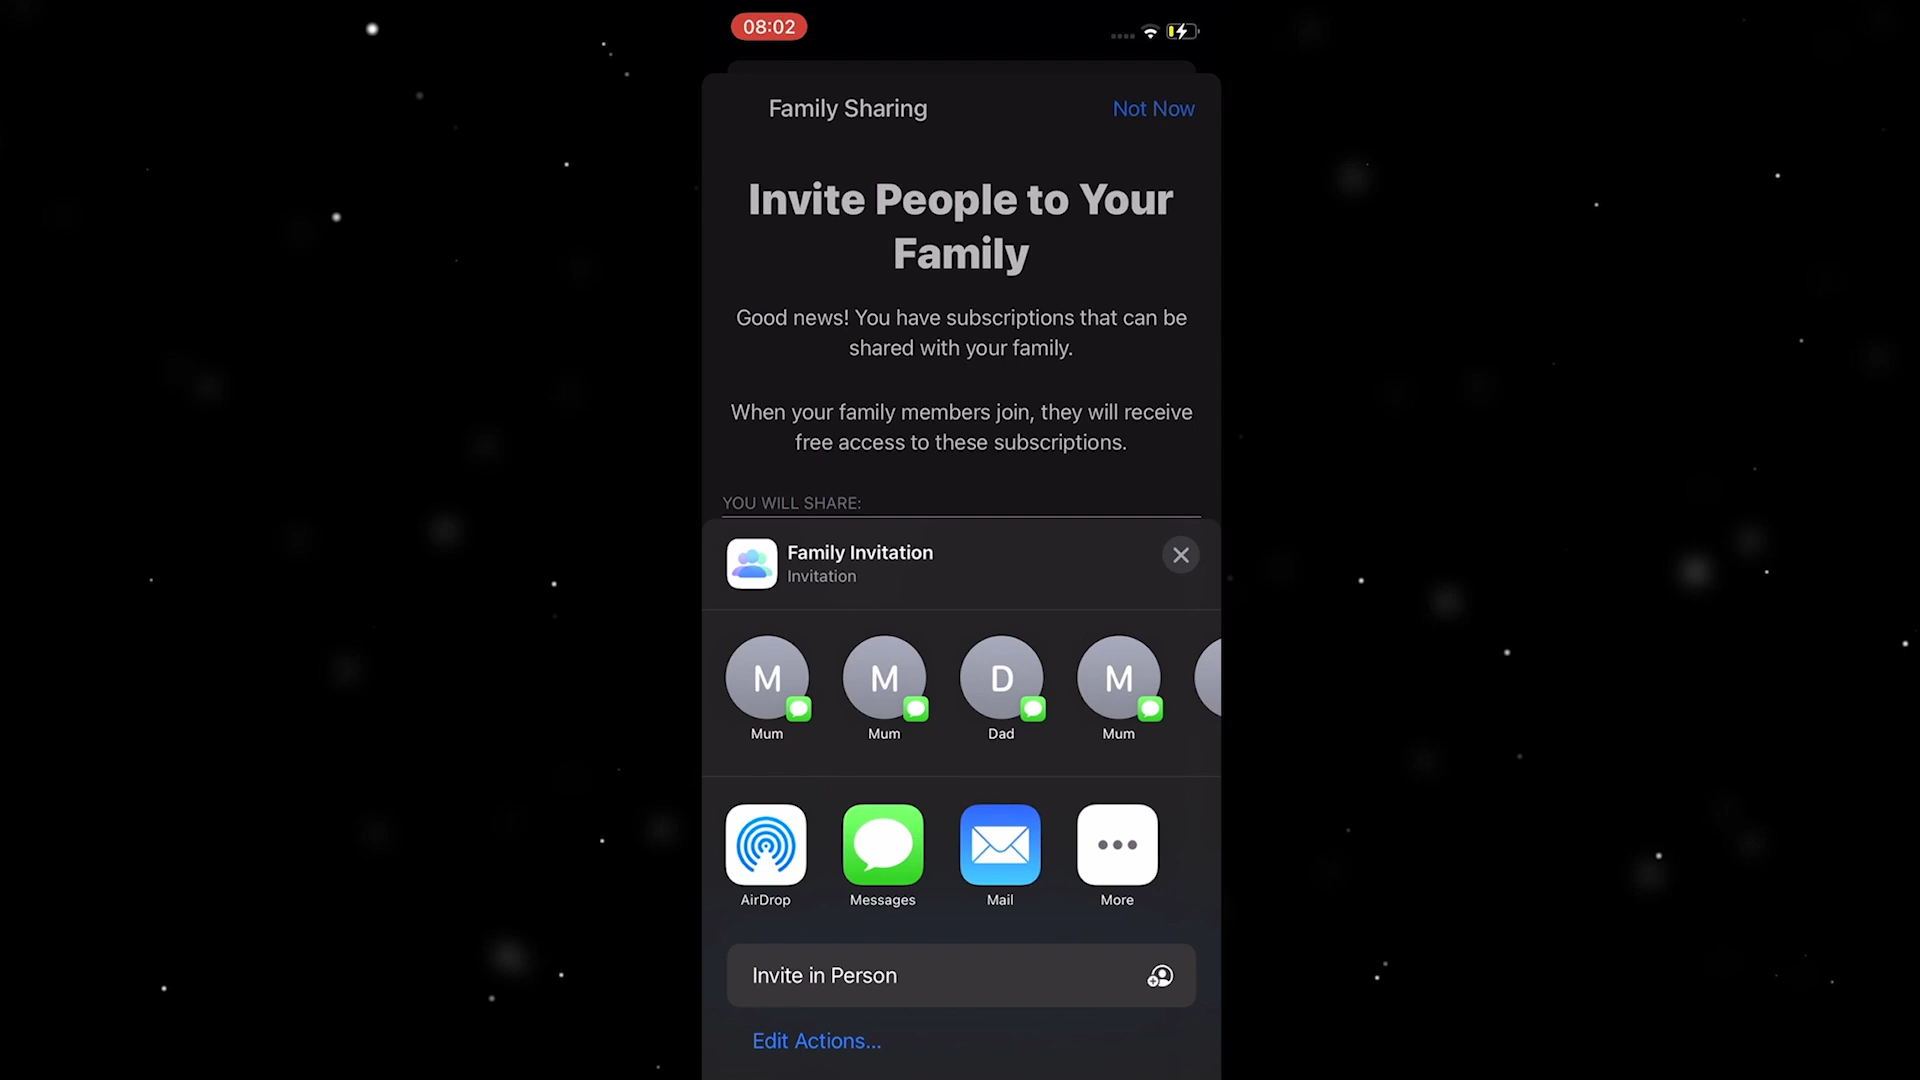 08:02
Family Sharing
Not Now
Invite People to Your
Family
Good news! You have subscriptions that can be
shared with your family.
When your family members join, they will receive
free access to these subscriptions.
YOU WILL SHARE:
Family Invitation
Invitation
M M D M
Mum Mum Dad Mum
AirDrop Messages Mail More
Invite in Person
Edit Actions...